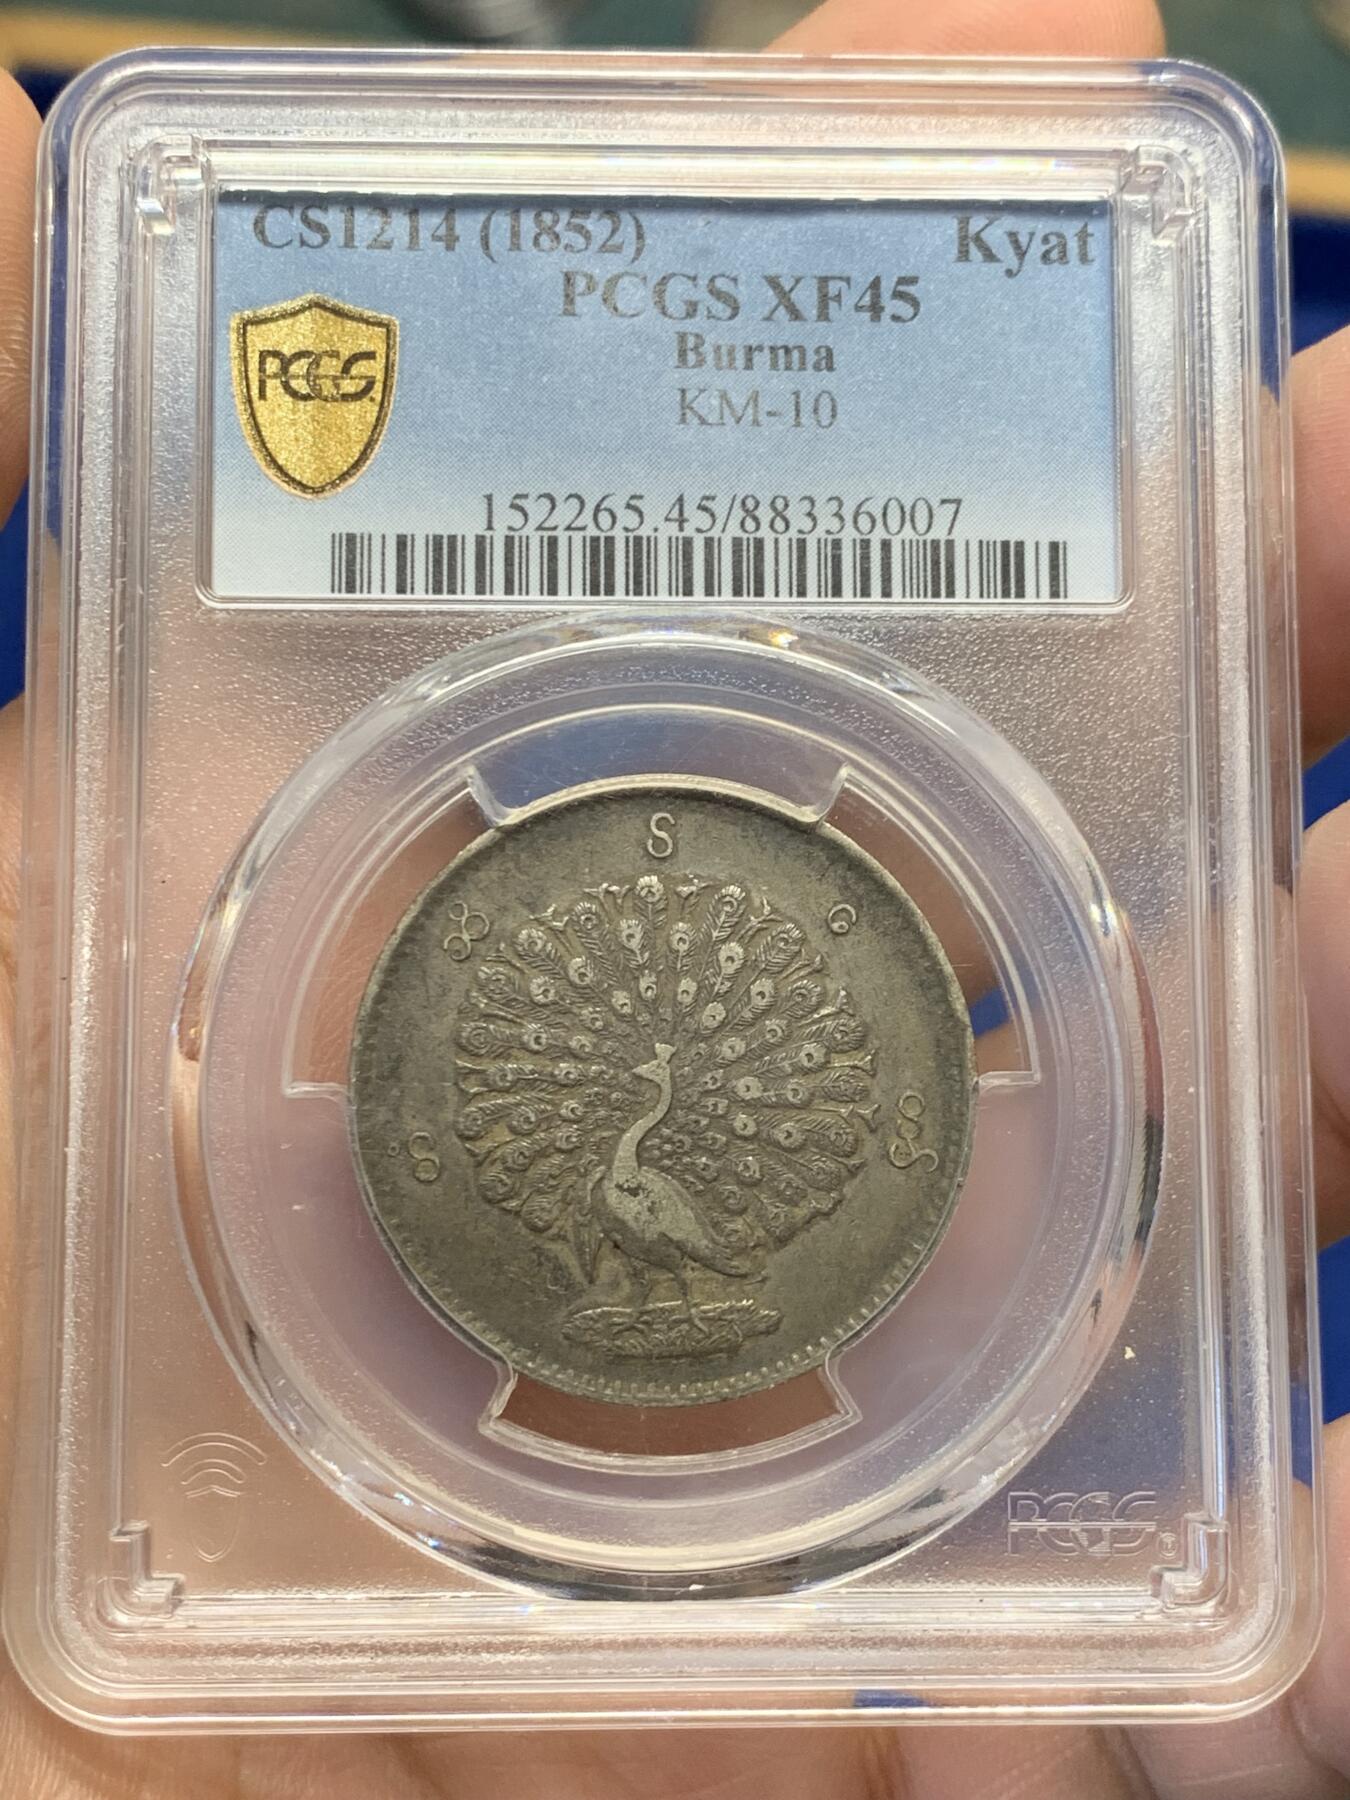 CS1214 (1852) Kyat
PCGS XF45
Burma
KM-10
PCGS
152265.45/88336007
PCGS